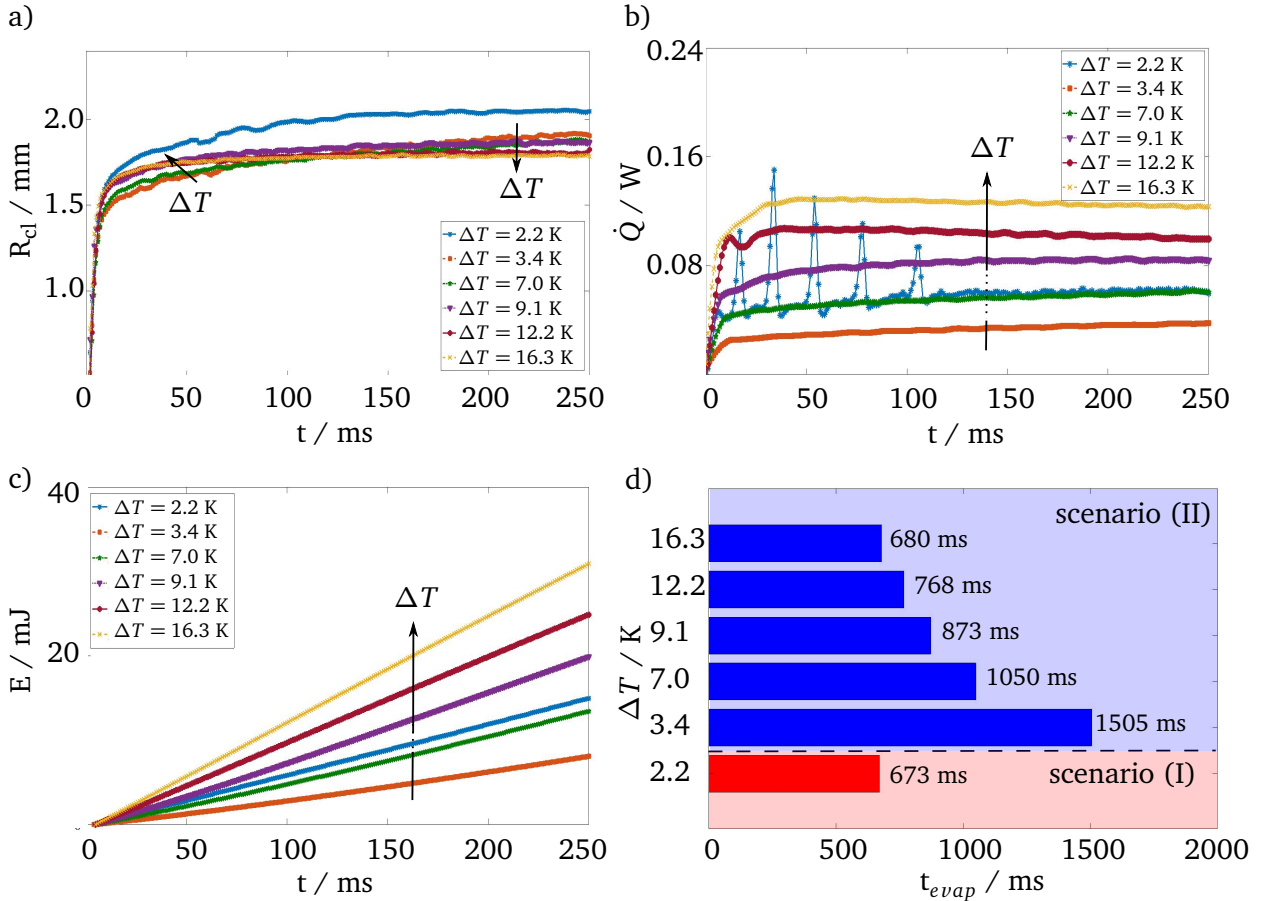 a)
R_cl / mm
2.0
1.5
1.0
ΔT
ΔT
ΔT = 2.2 K
ΔT = 3.4 K
ΔT = 7.0 K
ΔT = 9.1 K
ΔT = 12.2 K
ΔT = 16.3 K
0 50 100 150 200 250
t / ms
b)
Q̇ / W
0.24
0.16
0.08
ΔT = 2.2 K
ΔT = 3.4 K
ΔT = 7.0 K
ΔT = 9.1 K
ΔT = 12.2 K
ΔT = 16.3 K
ΔT
0 50 100 150 200 250
t / ms
c)
E / mJ
40
20
ΔT = 2.2 K
ΔT = 3.4 K
ΔT = 7.0 K
ΔT = 9.1 K
ΔT = 12.2 K
ΔT = 16.3 K
ΔT
0 50 100 150 200 250
t / ms
d)
ΔT / K
scenario (II)
16.3 680 ms
12.2 768 ms
9.1 873 ms
7.0 1050 ms
3.4 1505 ms
2.2 673 ms
scenario (I)
0 500 1000 1500 2000
t_evap / ms